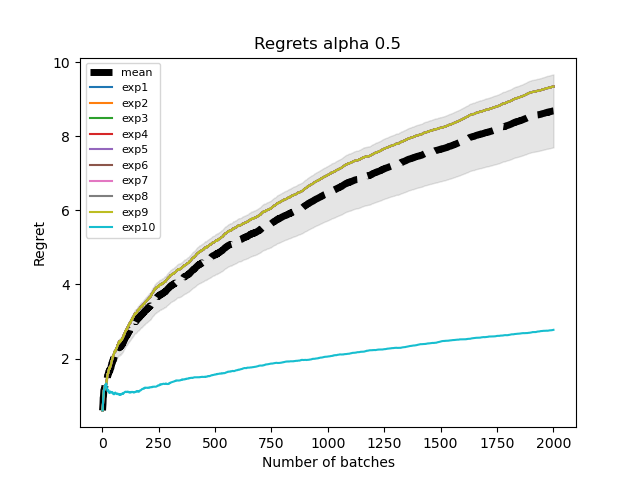 Regrets alpha 0.5
10
8
6
4
2
Regret
mean
exp1
exp2
exp3
exp4
exp5
exp6
exp7
exp8
exp9
exp10
0 250 500 750 1000 1250 1500 1750 2000
Number of batches